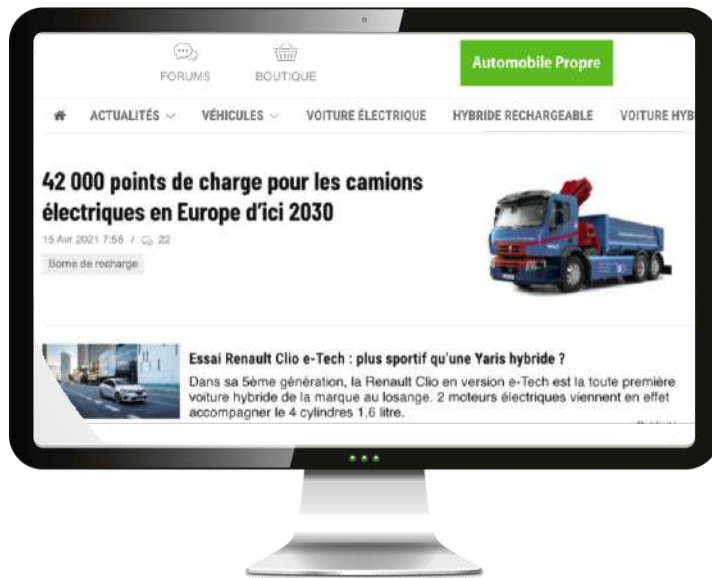 FORUMS
BOUTIQUE
Automobile Propre
ACTUALITÉS
VÉHICULES
VOITURE ÉLECTRIQUE
HYBRIDE RECHARGEABLE
VOITURE HYB
42 000 points de charge pour les camions
électriques en Europe d'ici 2030
15 Avr 2021 7:58 / 22
Borne de recharge
Essai Renault Clio e-Tech : plus sportif qu'une Yaris hybride ?
Dans sa 5ème génération, la Renault Clio en version e-Tech est la toute première
voiture hybride de la marque au losange. 2 moteurs électriques viennent en effet
accompagner le 4 cylindres 1,6 litre.